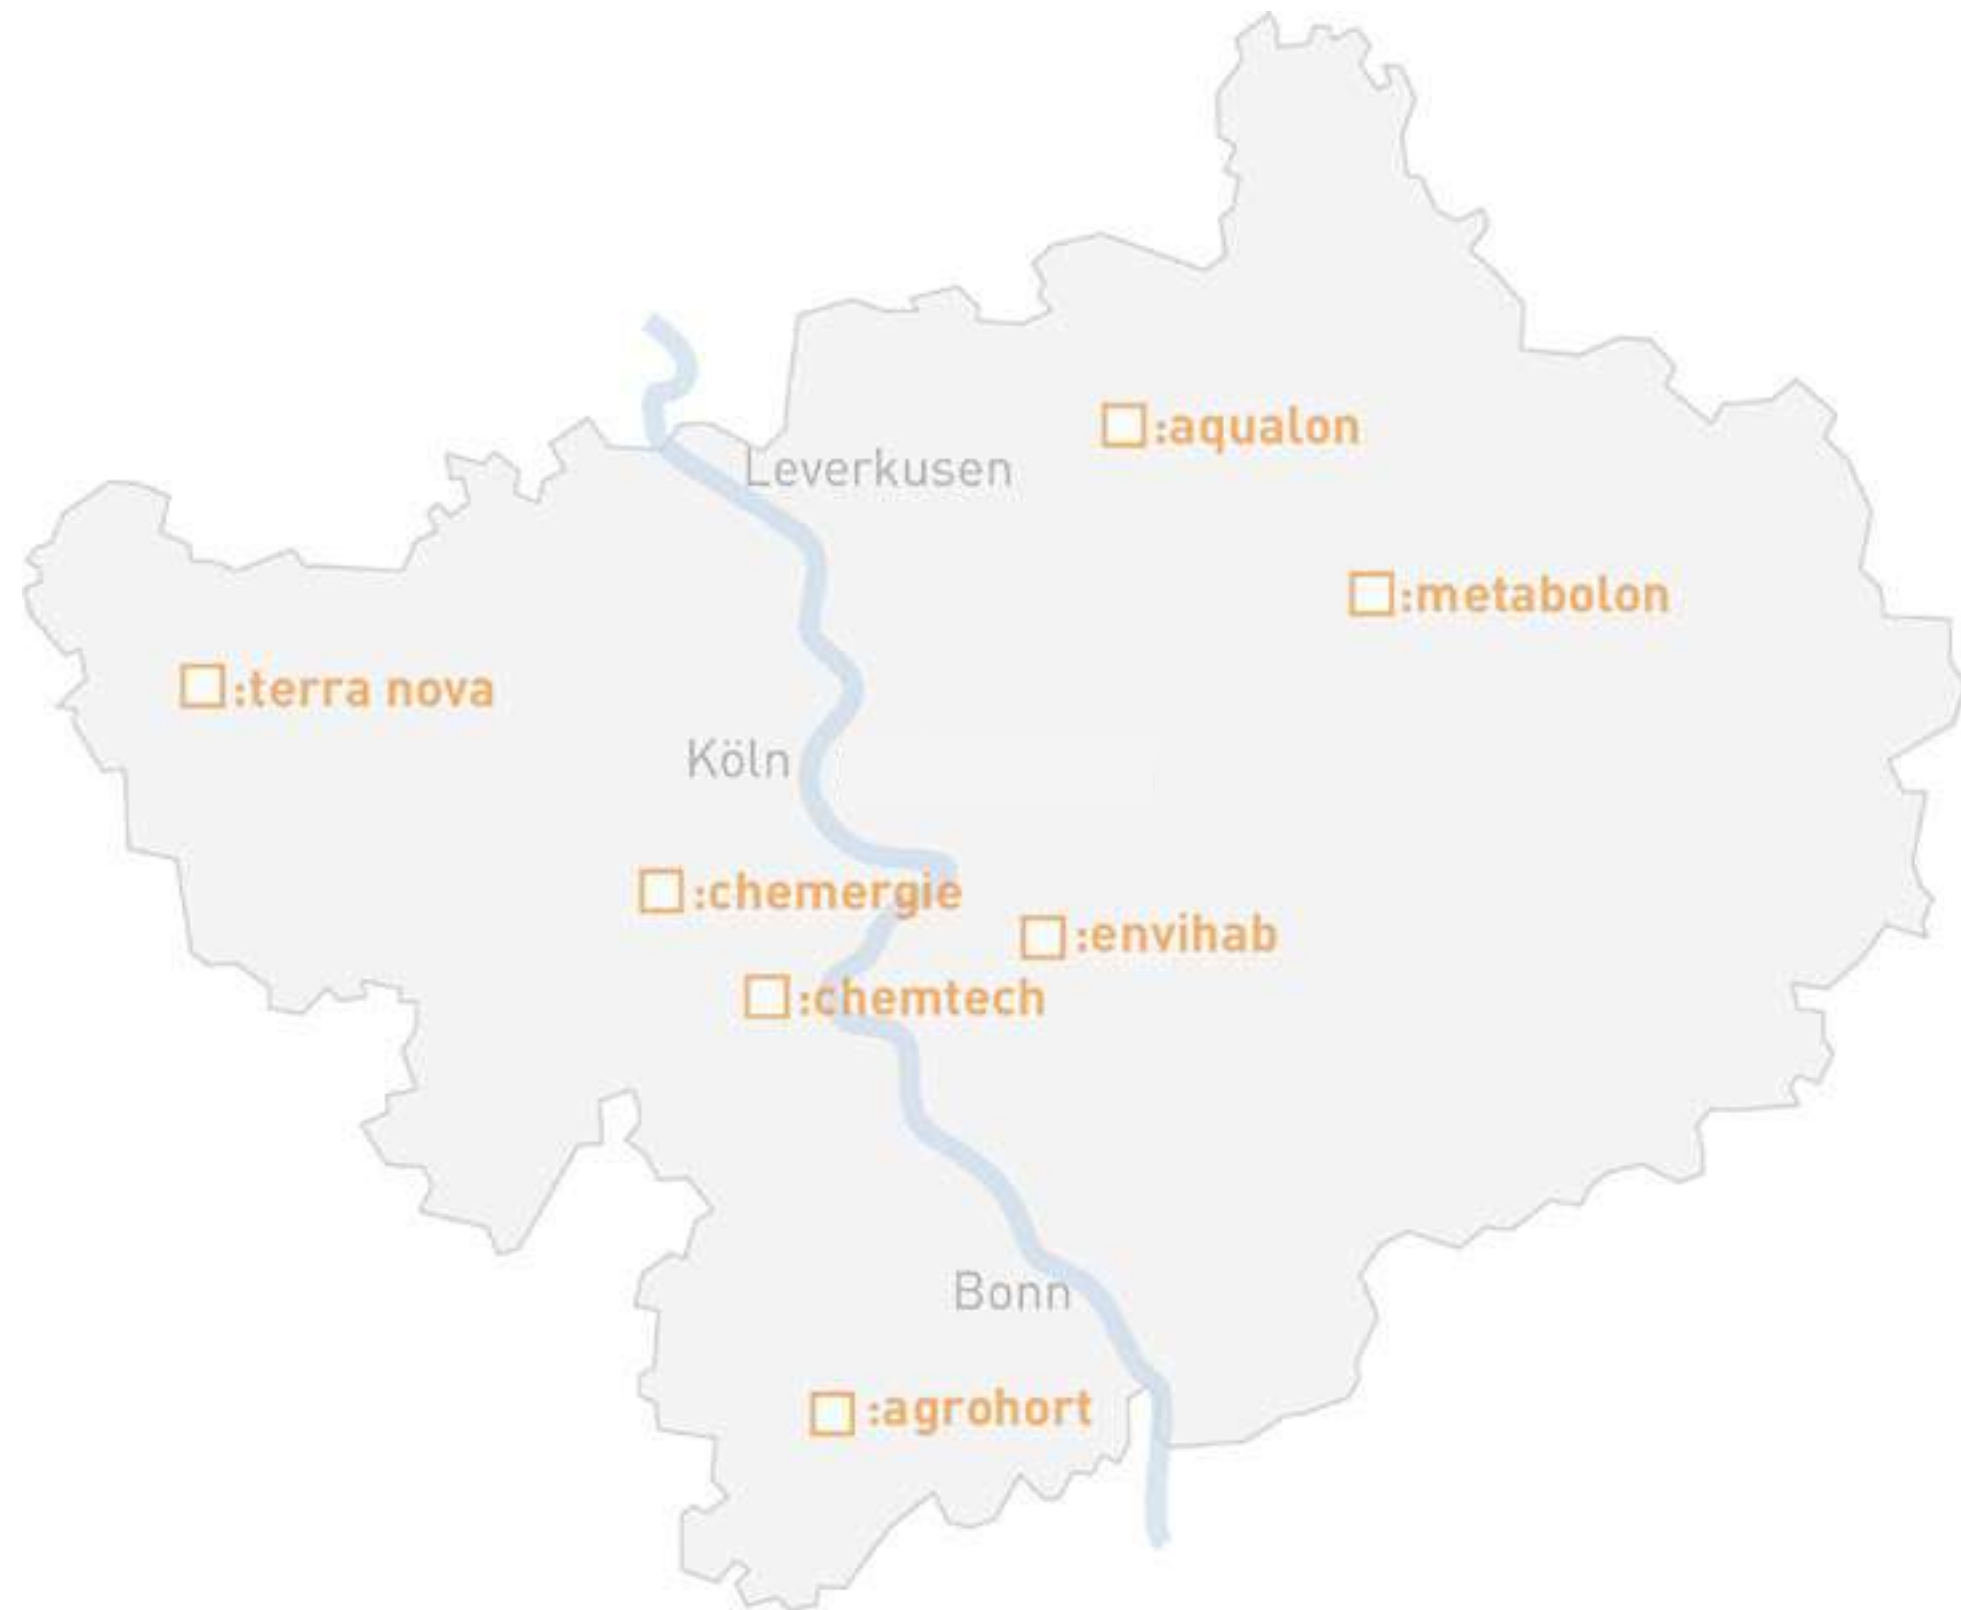 :aqualon
Leverkusen
:metabolon
:terra nova
Köln
:chemergie
:envihab
:chemtech
Bonn
:agrohort